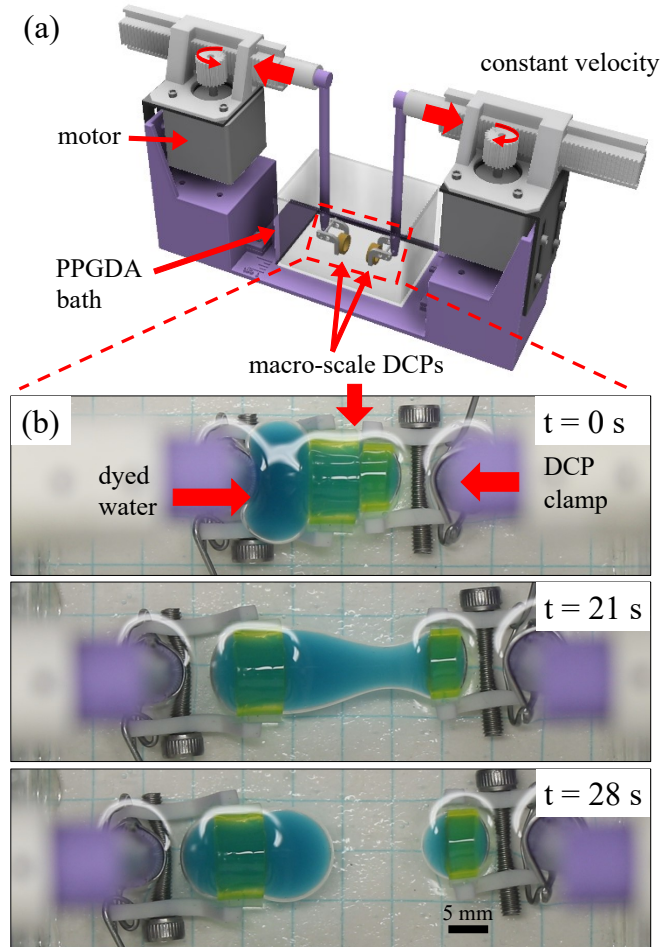 (a)
constant velocity
motor
PPGDA
bath
macro-scale DCPs
(b)
t = 0 s
dyed
water
DCP
clamp
t = 21 s
t = 28 s
5 mm